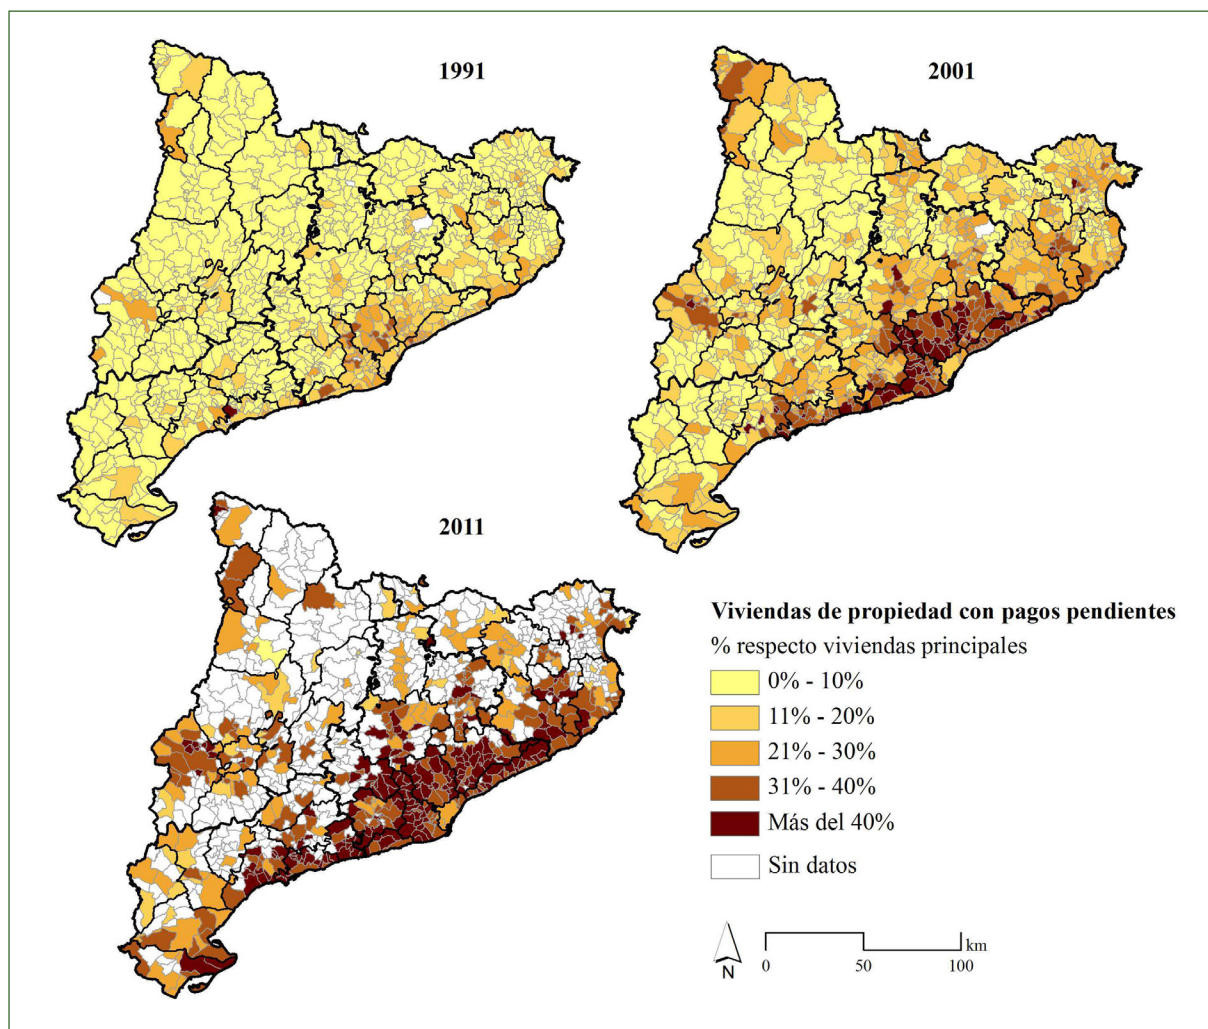 1991
2001
2011
Viviendas de propiedad con pagos pendientes
% respecto viviendas principales
0% - 10%
11% - 20%
21% - 30%
31% - 40%
Más del 40%
Sin datos
N
km
0 50 100